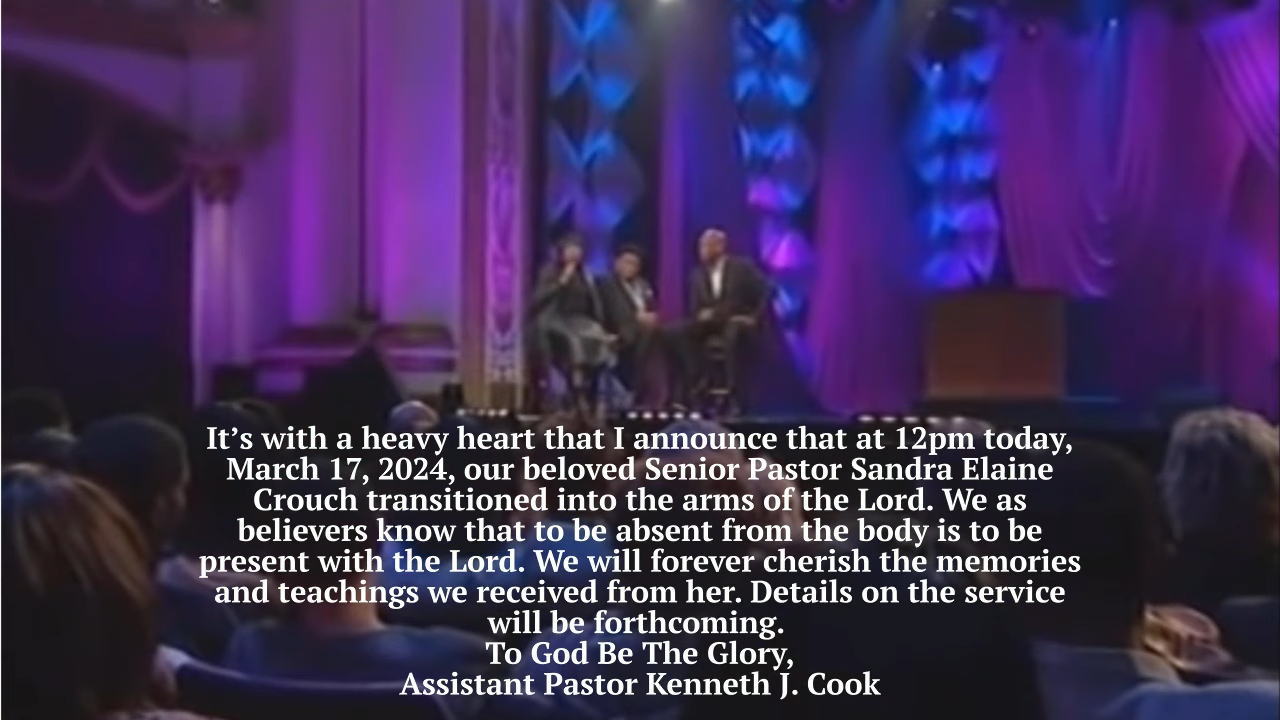 It’s with a heavy heart that I announce that at 12pm today,
March 17, 2024, our beloved Senior Pastor Sandra Elaine
Crouch transitioned into the arms of the Lord. We as
believers know that to be absent from the body is to be
present with the Lord. We will forever cherish the memories
and teachings we received from her. Details on the service
will be forthcoming.
To God Be The Glory,
Assistant Pastor Kenneth J. Cook